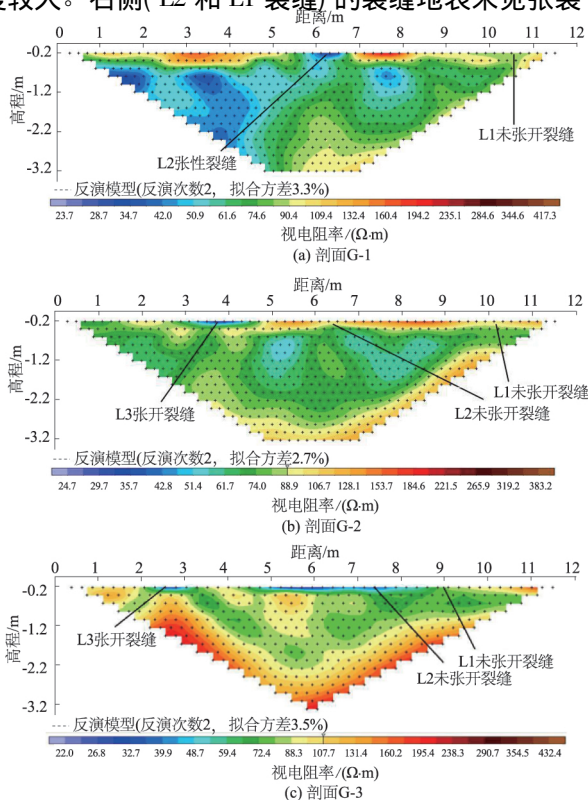 度较大。右侧( L2 和 L1 裂缝) 的裂缝地表未见张裂
距离/m
0 1 2 3 4 5 6 7 8 9 10 11 12
-0.2
-1.2
-2.2
-3.2
高程/m
L1未张开裂缝
L2张性裂缝
--- 反演模型(反演次数2， 拟合方差3.3%)
23.7 28.7 34.7 42.0 50.9 61.6 74.6 90.4 109.4 132.4 160.4 194.2 235.1 284.6 344.6 417.3
视电阻率/(Ω·m)
(a) 剖面G-1
距离/m
0 1 2 3 4 5 6 7 8 9 10 11 12
-0.2
-1.2
-2.2
-3.2
高程/m
L1未张开裂缝
L3张开裂缝
L2未张开裂缝
--- 反演模型(反演次数2， 拟合方差2.7%)
24.7 29.7 35.7 42.8 51.4 61.7 74.0 88.9 106.7 128.1 153.7 184.6 221.5 265.9 319.2 383.2
视电阻率/(Ω·m)
(b) 剖面G-2
距离/m
0 1 2 3 4 5 6 7 8 9 10 11 12
-0.2
-1.2
-2.2
-3.2
高程/m
L3张开裂缝
L1未张开裂缝
L2未张开裂缝
--- 反演模型(反演次数2， 拟合方差3.5%)
22.0 26.8 32.7 39.9 48.7 59.4 72.4 88.3 107.7 131.4 160.2 195.4 238.3 290.7 354.5 432.4
视电阻率/(Ω·m)
(c) 剖面G-3